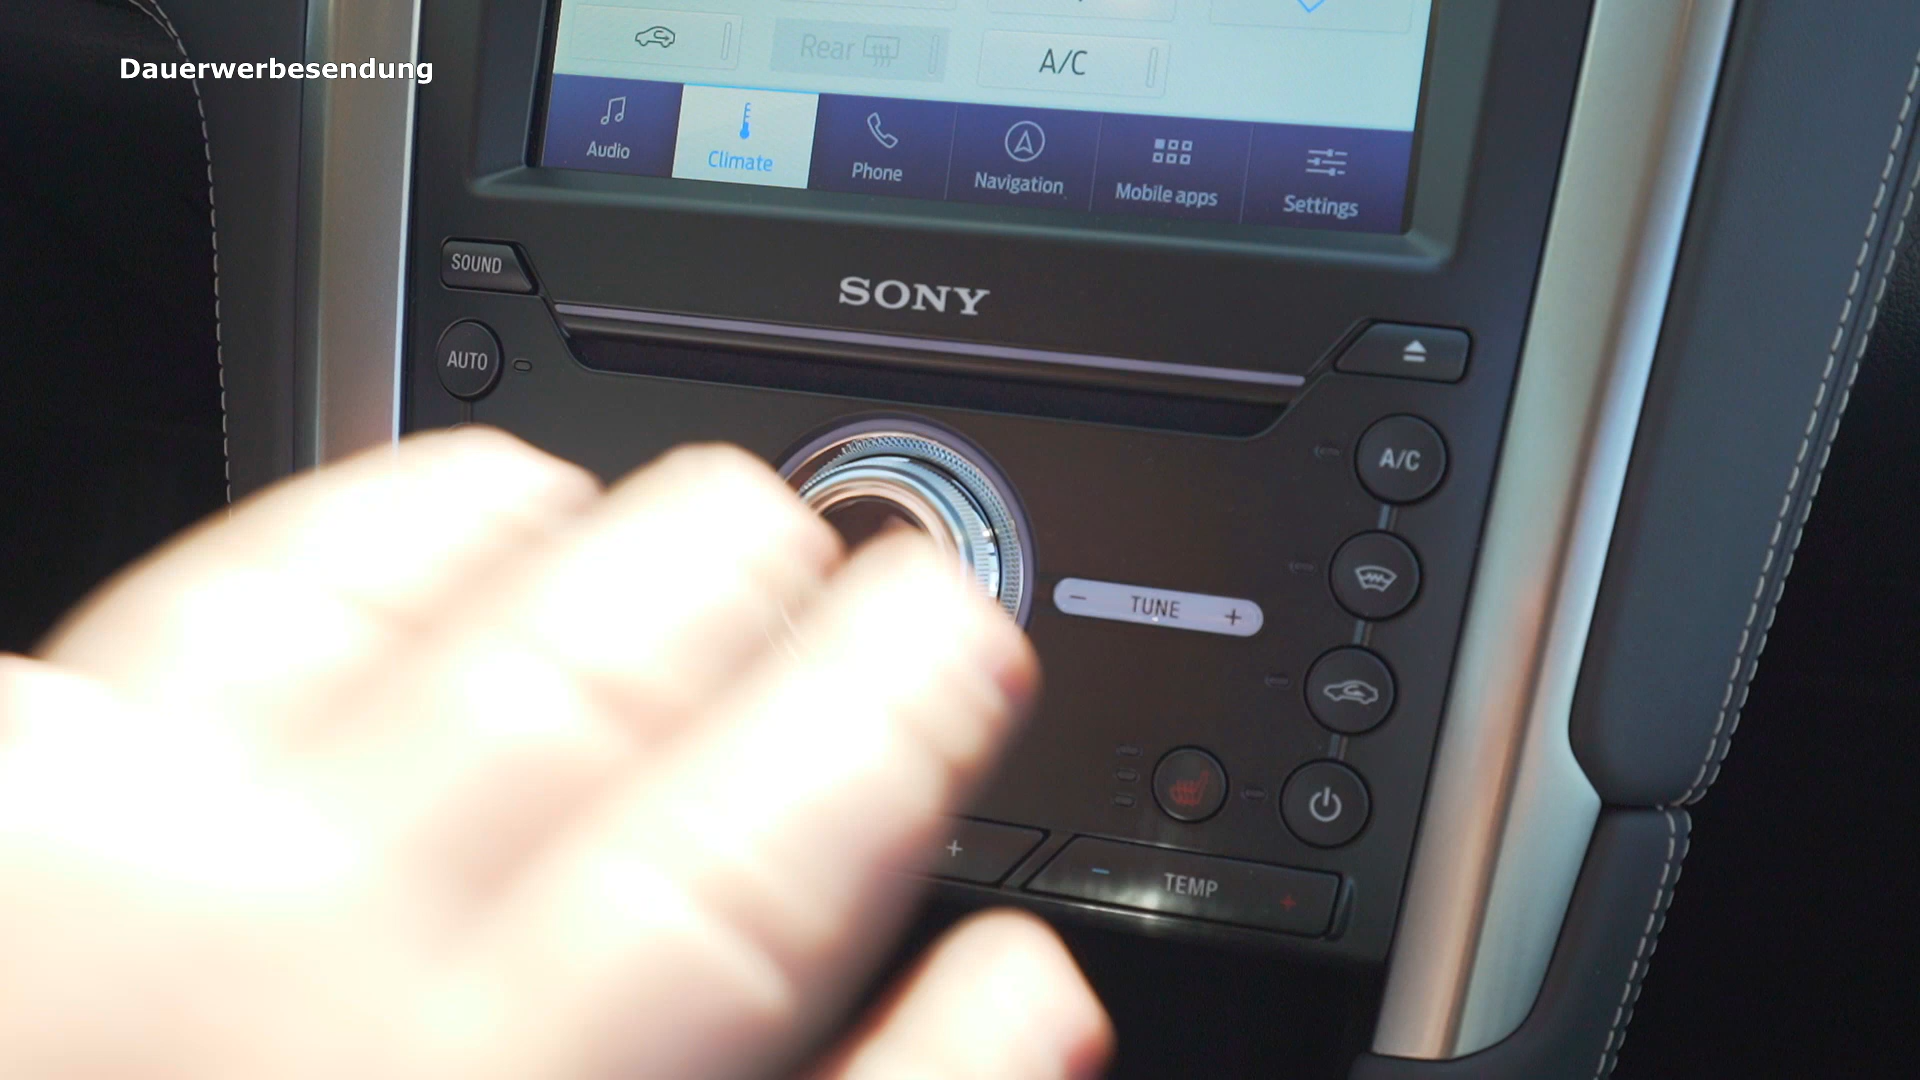 Dauerwerbesendung
Rear
A/C
Audio
Climate
Phone
Navigation
Mobile apps
Settings
SOUND
SONY
AUTO
A/C
- TUNE +
+
- TEMP +